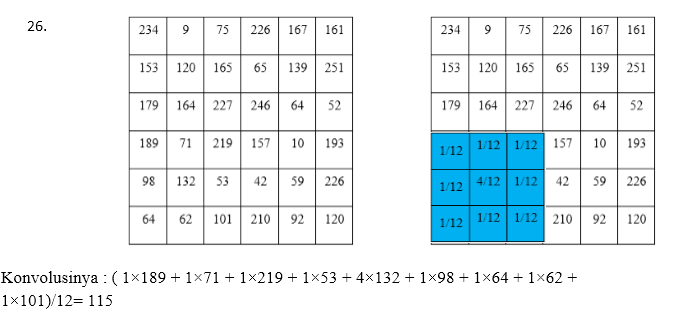 26.
234 9 75 226 167 161
153 120 165 65 139 251
179 164 227 246 64 52
189 71 219 157 10 193
98 132 53 42 59 226
64 62 101 210 92 120
234 9 75 226 167 161
153 120 165 65 139 251
179 164 227 246 64 52
1/12 1/12 1/12 157 10 193
1/12 4/12 1/12 42 59 226
1/12 1/12 1/12 210 92 120
Konvolusinya : ( 1×189 + 1×71 + 1×219 + 1×53 + 4×132 + 1×98 + 1×64 + 1×62 +
1×101)/12= 115